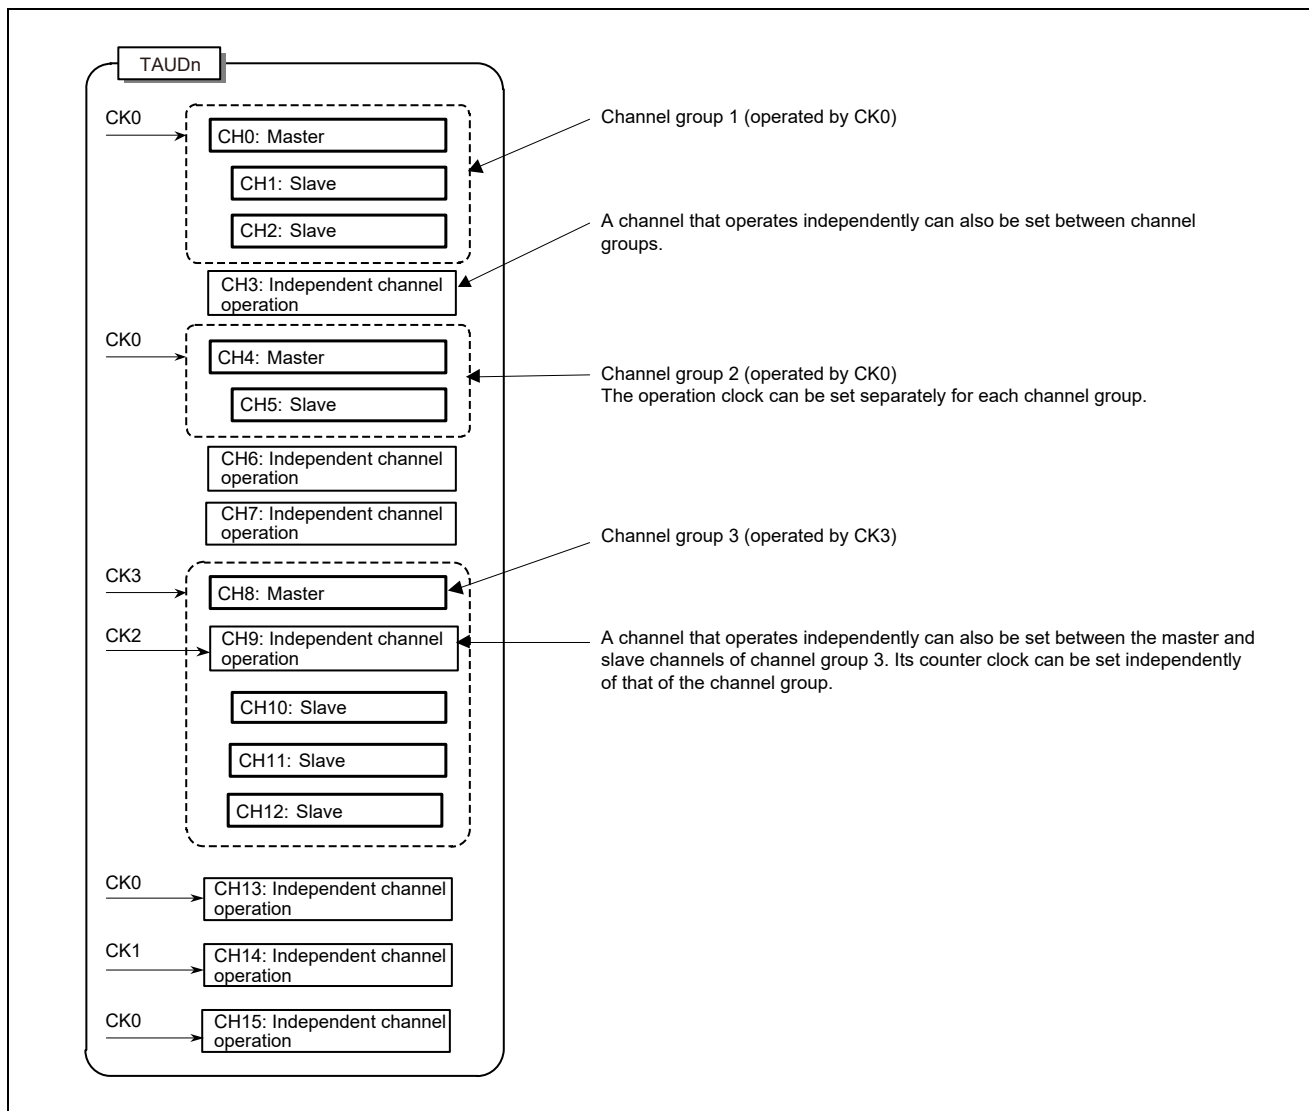 TAUDn
CK0
CH0: Master
CH1: Slave
CH2: Slave
Channel group 1 (operated by CK0)
CH3: Independent channel
operation
A channel that operates independently can also be set between channel
groups.
CK0
CH4: Master
CH5: Slave
Channel group 2 (operated by CK0)
The operation clock can be set separately for each channel group.
CH6: Independent channel
operation
CH7: Independent channel
operation
Channel group 3 (operated by CK3)
CK3
CH8: Master
CK2
CH9: Independent channel
operation
A channel that operates independently can also be set between the master and
slave channels of channel group 3. Its counter clock can be set independently
of that of the channel group.
CH10: Slave
CH11: Slave
CH12: Slave
CK0
CH13: Independent channel
operation
CK1
CH14: Independent channel
operation
CK0
CH15: Independent channel
operation